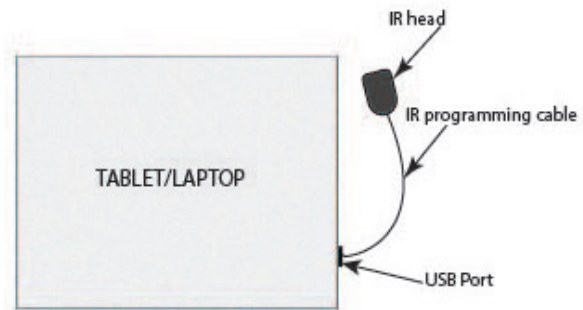 IR head
IR programming cable
TABLET/LAPTOP
USB Port